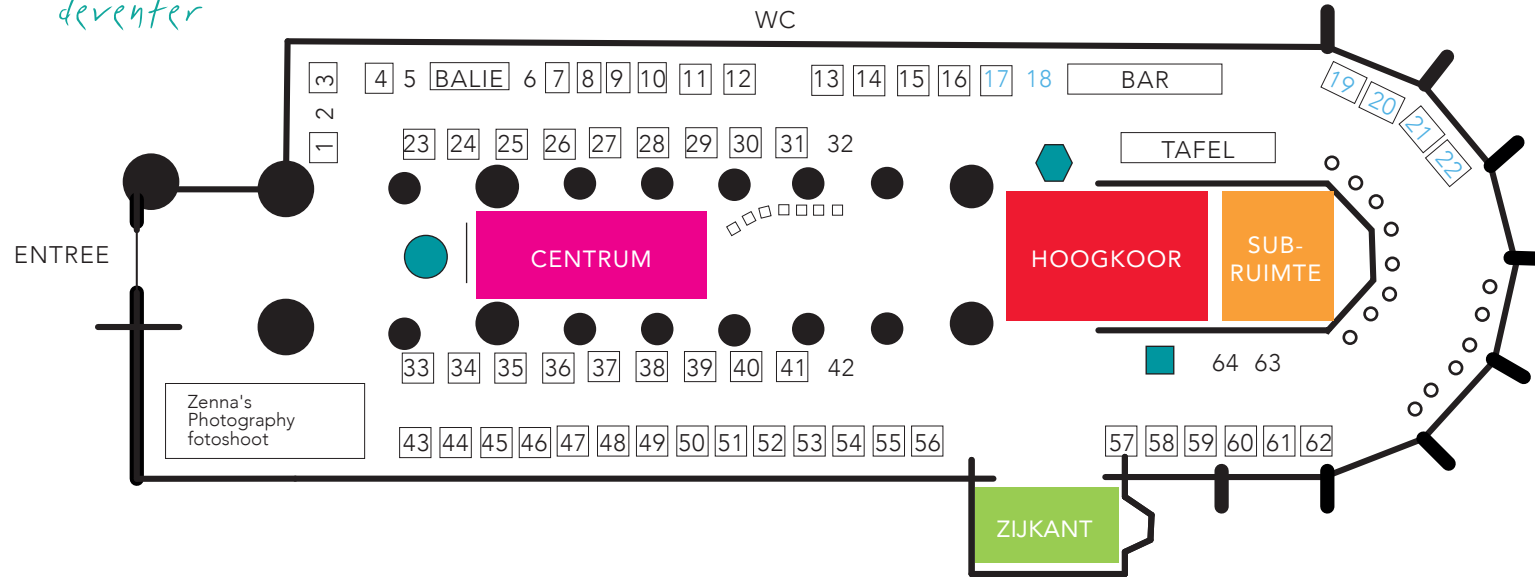 deventer
WC
1 2 3 4 5 BALIE 6 7 8 9 10 11 12 13 14 15 16 17 18 BAR 19 20 21 22
23 24 25 26 27 28 29 30 31 32 TAFEL
ENTREE
CENTRUM
HOOGKOOR
SUB-
RUIMTE
33 34 35 36 37 38 39 40 41 42 64 63
Zenna's
Photography
fotoshoot
43 44 45 46 47 48 49 50 51 52 53 54 55 56 57 58 59 60 61 62
ZIJKANT